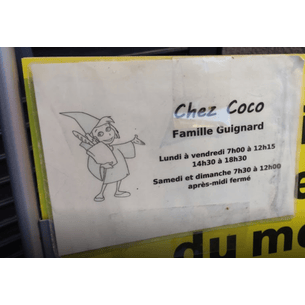 Chez Coco
Famille Guignard
Lundi à vendredi 7h00 à 12h15
14h30 à 18h30
Samedi et dimanche 7h30 à 12h00
après-midi fermé
du mo